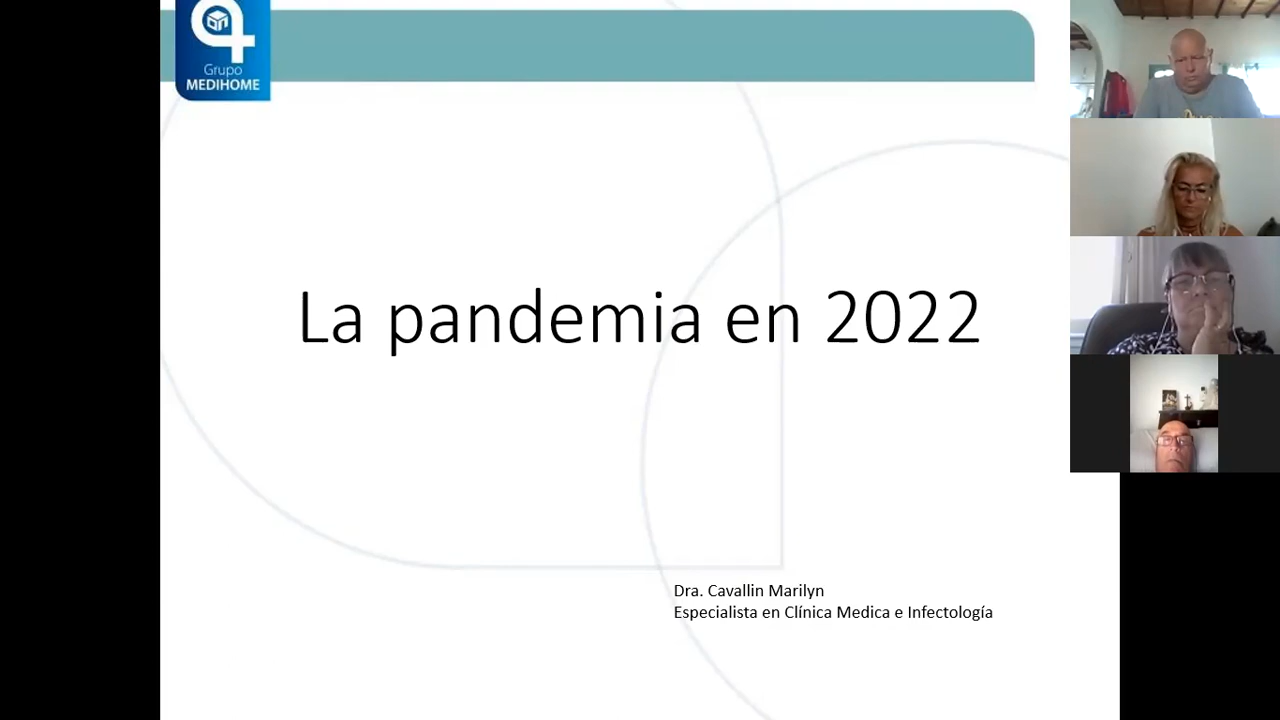 Grupo
MEDIHOME
La pandemia en 2022
Dra. Cavallin Marilyn
Especialista en Clínica Medica e Infectología